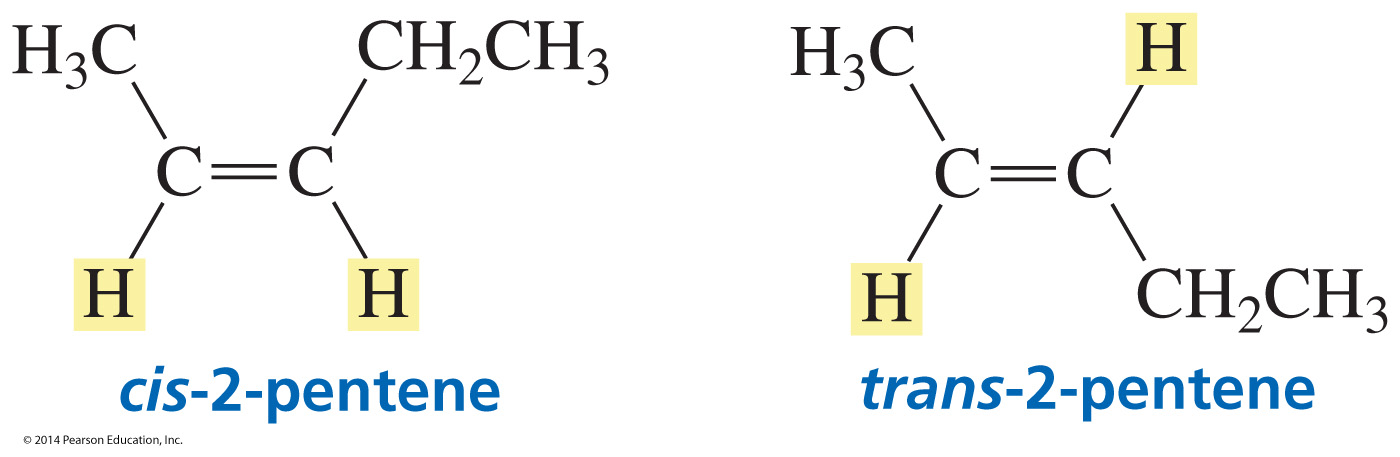 H₃C CH₂CH₃ H₃C H
C=C C=C
H H H CH₂CH₃
cis-2-pentene trans-2-pentene
© 2014 Pearson Education, Inc.